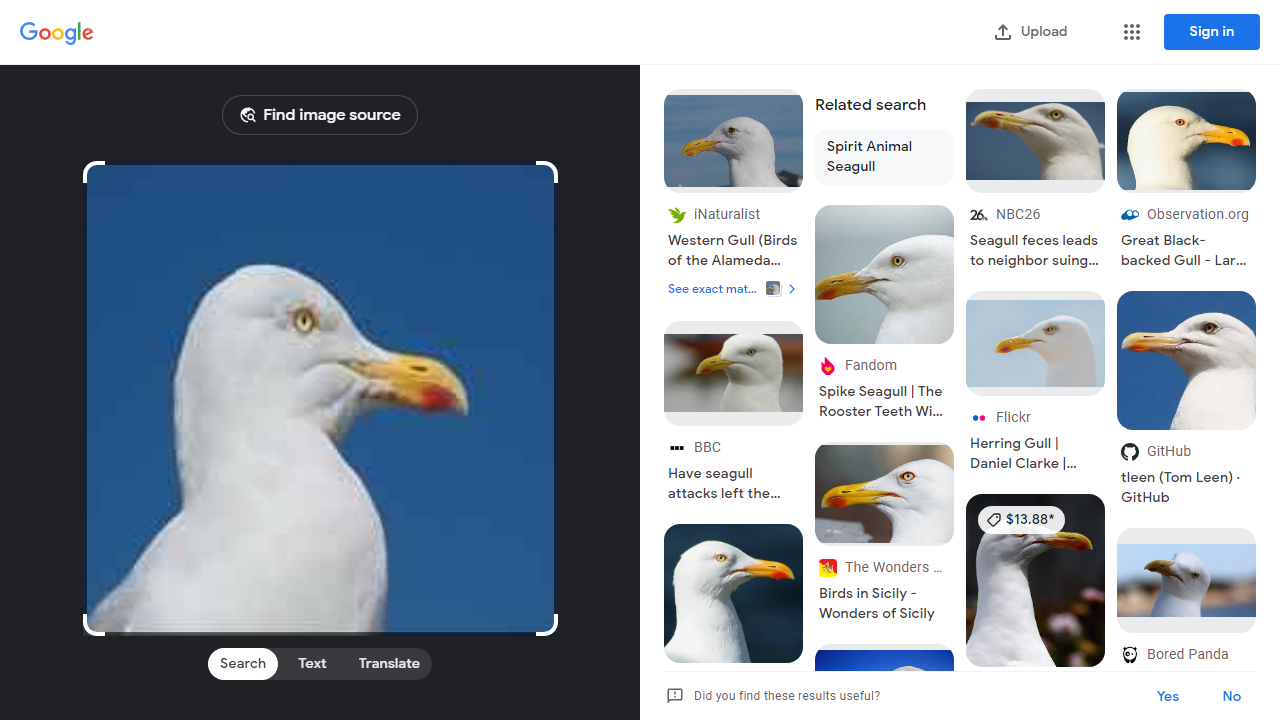 Google
Upload
Sign in
Find image source
Search
Text
Translate
iNaturalist
Western Gull (Birds
of the Alameda...
See exact mat...
BBC
Have seagull
attacks left the...
Related search
Spirit Animal
Seagull
Fandom
Spike Seagull | The
Rooster Teeth Wi...
The Wonders ...
Birds in Sicily -
Wonders of Sicily
26.
NBC26
Seagull feces leads
to neighbor suing...
Flickr
Herring Gull |
Daniel Clarke |...
$13.88*
Observation.org
Great Black-
backed Gull - Lar...
GitHub
tleen (Tom Leen) ·
GitHub
Bored Panda
Did you find these results useful?
Yes
No